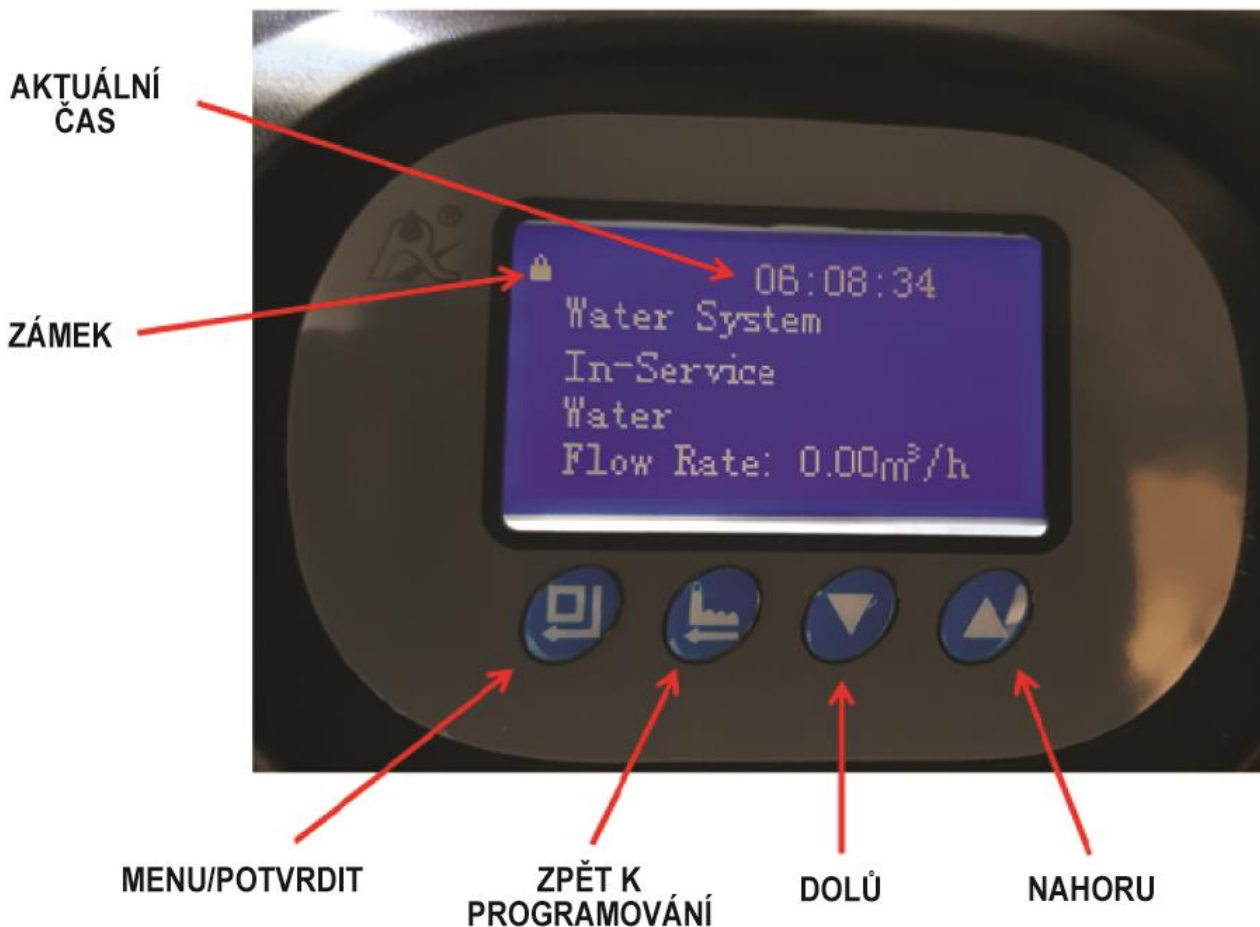 AKTUÁLNÍ
ČAS
®
06:08:34
ZÁMEK
Water System
In-Service
Water
Flow Rate: 0.00m³/h
MENU/POTVRDIT
ZPĚT K
PROGRAMOVÁNÍ
DOLŮ
NAHORU